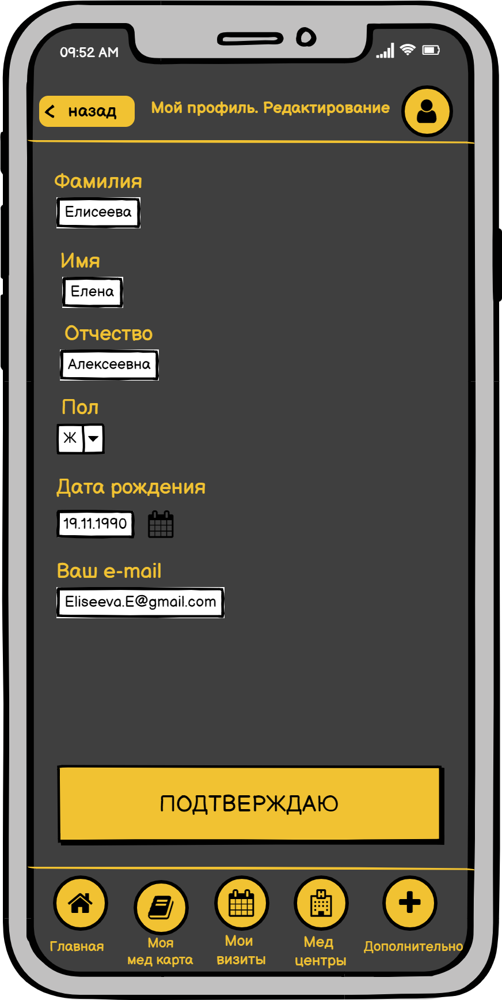 09:52 AM
назад
Мой профиль. Редактирование
Фамилия
Елисеева
Имя
Елена
Отчество
Алексеевна
Пол
Ж
Дата рождения
19.11.1990
Ваш e-mail
Eliseeva.E@gmail.com
ПОДТВЕРЖДАЮ
H
Главная
Моя
мед карта
Мои
визиты
Мед
центры
Дополнительно